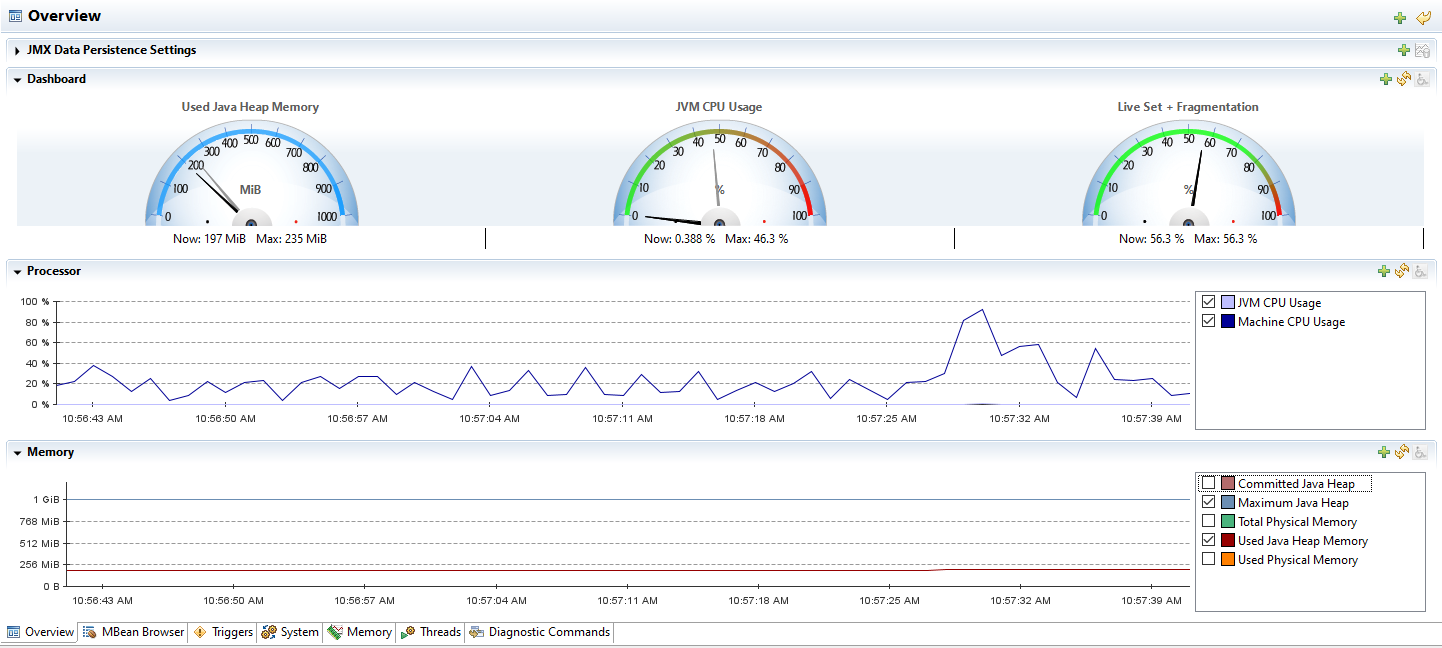 Overview
JMX Data Persistence Settings
Dashboard
Used Java Heap Memory
0 100 200 300 400 500 600 700 800 900 1000
MiB
Now: 197 MiB Max: 235 MiB
JVM CPU Usage
0 10 20 30 40 50 60 70 80 90 100
%
Now: 0.388 % Max: 46.3 %
Live Set + Fragmentation
0 10 20 30 40 50 60 70 80 90 100
%
Now: 56.3 % Max: 56.3 %
Processor
100 %
80 %
60 %
40 %
20 %
0 %
10:56:43 AM 10:56:50 AM 10:56:57 AM 10:57:04 AM 10:57:11 AM 10:57:18 AM 10:57:25 AM 10:57:32 AM 10:57:39 AM
JVM CPU Usage
Machine CPU Usage
Memory
1 GiB
768 MiB
512 MiB
256 MiB
0 B
10:56:43 AM 10:56:50 AM 10:56:57 AM 10:57:04 AM 10:57:11 AM 10:57:18 AM 10:57:25 AM 10:57:32 AM 10:57:39 AM
Committed Java Heap
Maximum Java Heap
Total Physical Memory
Used Java Heap Memory
Used Physical Memory
Overview MBean Browser Triggers System Memory Threads Diagnostic Commands